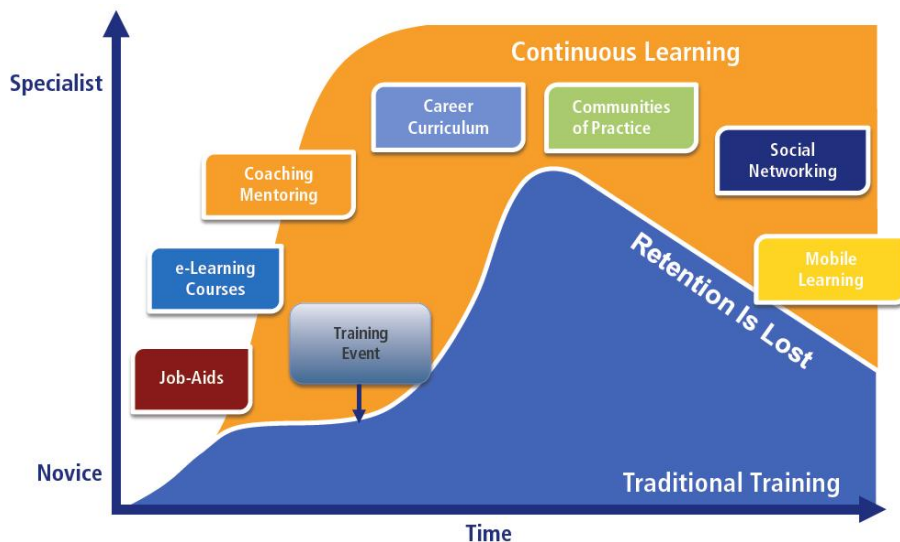 Continuous Learning
Specialist
Career
Curriculum
Communities
of Practice
Social
Networking
Coaching
Mentoring
e-Learning
Courses
Mobile
Learning
Retention Is Lost
Training
Event
Job-Aids
Novice
Traditional Training
Time